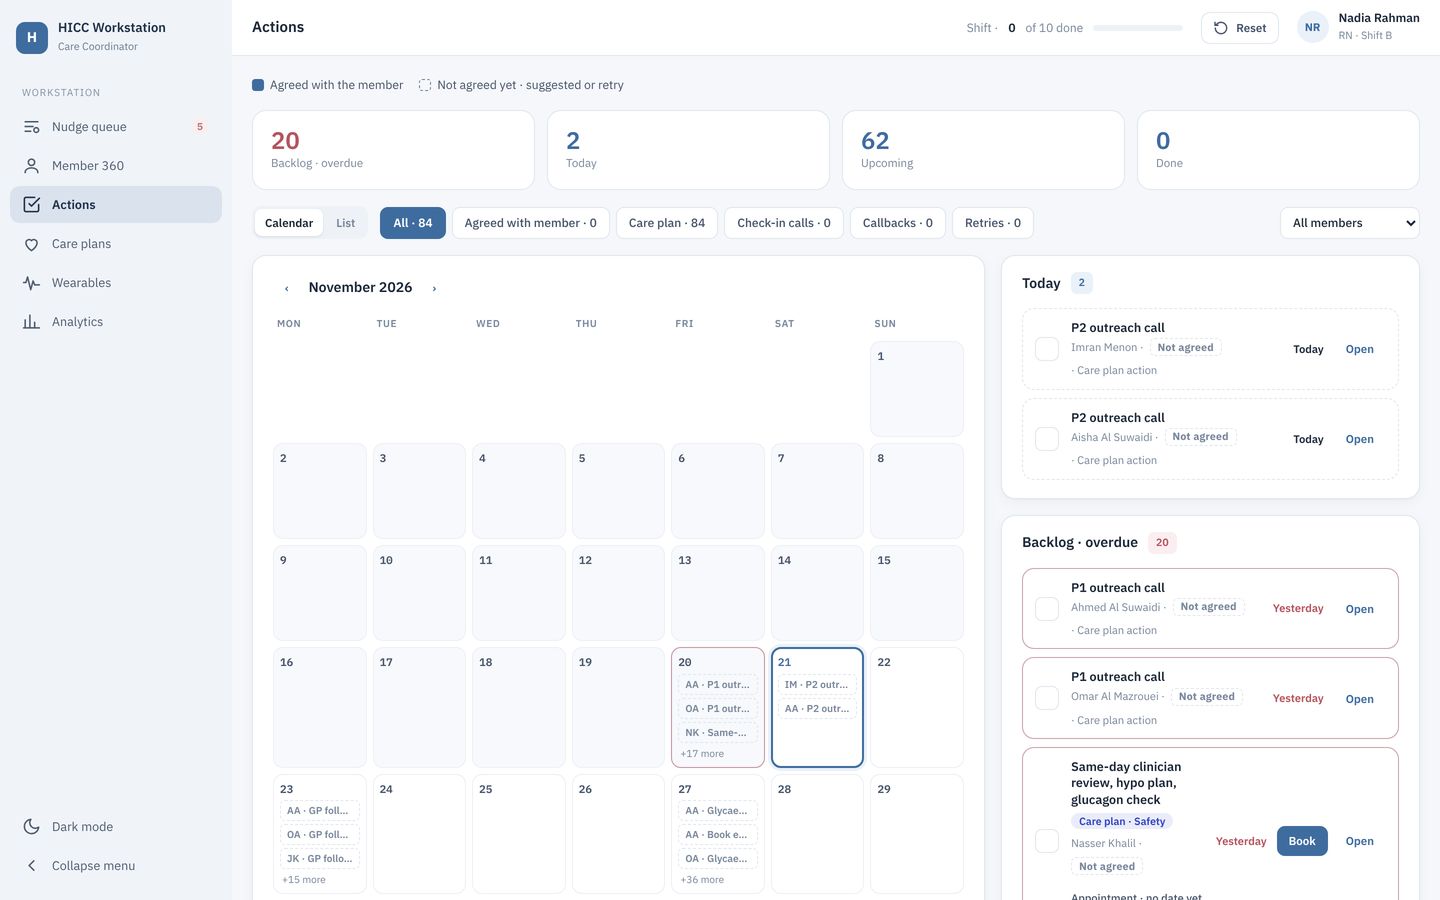 H
HICC Workstation
Care Coordinator
WORKSTATION
Nudge queue 5
Member 360
Actions
Care plans
Wearables
Analytics
Dark mode
Collapse menu
Actions
Shift · 0 of 10 done
Reset
NR
Nadia Rahman
RN · Shift B
Agreed with the member
Not agreed yet · suggested or retry
20
Backlog · overdue
2
Today
62
Upcoming
0
Done
Calendar List
All · 84
Agreed with member · 0
Care plan · 84
Check-in calls · 0
Callbacks · 0
Retries · 0
All members
‹ November 2026 ›
MON TUE WED THU FRI SAT SUN
1
2 3 4 5 6 7 8
9 10 11 12 13 14 15
16 17 18 19 20 21 22
AA · P1 outr...
OA · P1 outr...
NK · Same-...
+17 more
IM · P2 outr...
AA · P2 outr...
23 24 25 26 27 28 29
AA · GP foll...
OA · GP foll...
JK · GP follo...
+15 more
AA · Glycae...
AA · Book e...
OA · Glycae...
+36 more
Today 2
P2 outreach call
Imran Menon · Not agreed
· Care plan action
Today Open
P2 outreach call
Aisha Al Suwaidi · Not agreed
· Care plan action
Today Open
Backlog · overdue 20
P1 outreach call
Ahmed Al Suwaidi · Not agreed
· Care plan action
Yesterday Open
P1 outreach call
Omar Al Mazrouei · Not agreed
· Care plan action
Yesterday Open
Same-day clinician
review, hypo plan,
glucagon check
Care plan · Safety
Nasser Khalil ·
Not agreed
Yesterday Book Open
Appointment · no date yet